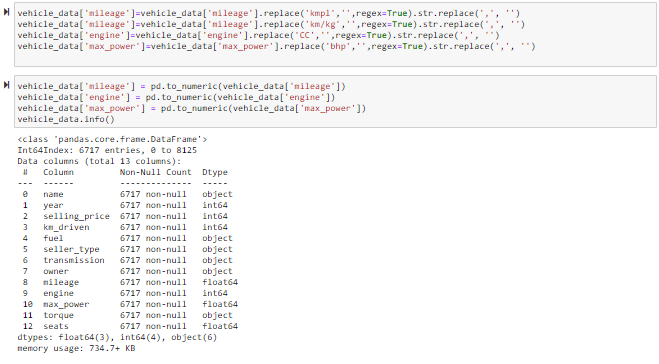 vehicle_data['mileage']=vehicle_data['mileage'].replace('kmpl','',regex=True).str.replace(',', '')
vehicle_data['mileage']=vehicle_data['mileage'].replace('km/kg','',regex=True).str.replace(',', '')
vehicle_data['engine']=vehicle_data['engine'].replace('CC','',regex=True).str.replace(',', '')
vehicle_data['max_power']=vehicle_data['max_power'].replace('bhp','',regex=True).str.replace(',', '')
vehicle_data['mileage'] = pd.to_numeric(vehicle_data['mileage'])
vehicle_data['engine'] = pd.to_numeric(vehicle_data['engine'])
vehicle_data['max_power'] = pd.to_numeric(vehicle_data['max_power'])
vehicle_data.info()
<class 'pandas.core.frame.DataFrame'>
Int64Index: 6717 entries, 0 to 8125
Data columns (total 13 columns):
 #   Column         Non-Null Count  Dtype
---  ------         --------------  -----
 0   name           6717 non-null   object
 1   year           6717 non-null   int64
 2   selling_price  6717 non-null   int64
 3   km_driven      6717 non-null   int64
 4   fuel           6717 non-null   object
 5   seller_type    6717 non-null   object
 6   transmission   6717 non-null   object
 7   owner          6717 non-null   object
 8   mileage        6717 non-null   float64
 9   engine         6717 non-null   int64
 10  max_power      6717 non-null   float64
 11  torque         6717 non-null   object
 12  seats          6717 non-null   float64
dtypes: float64(3), int64(4), object(6)
memory usage: 734.7+ KB